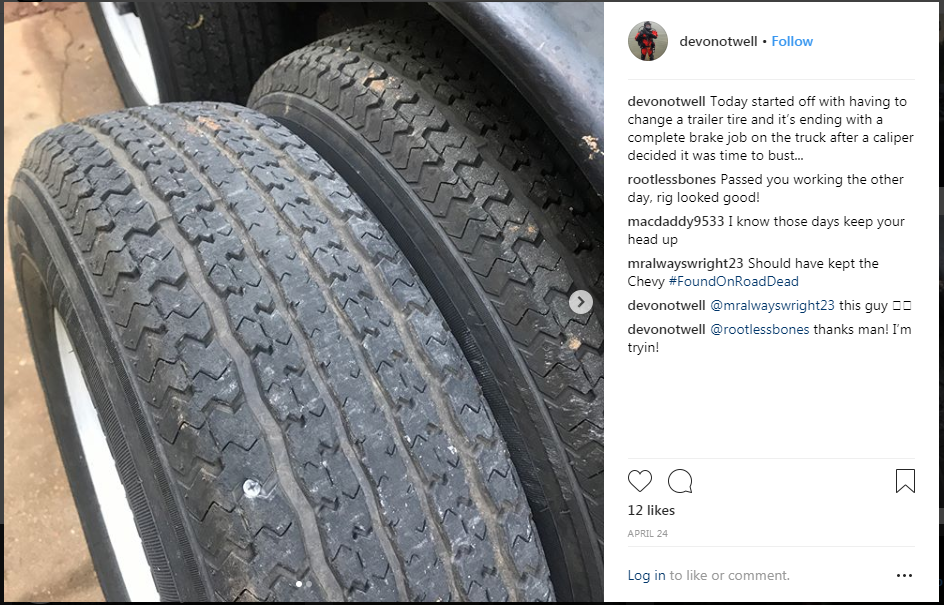 devonotwell • Follow
devonotwell Today started off with having to
change a trailer tire and it's ending with a
complete brake job on the truck after a caliper
decided it was time to bust...
rootlessbones Passed you working the other
day, rig looked good!
macdaddy9533 I know those days keep your
head up
mralwayswright23 Should have kept the
Chevy #FoundOnRoadDead
devonotwell @mralwayswright23 this guy □□
devonotwell @rootlessbones thanks man! I'm
tryin!
12 likes
APRIL 24
Log in to like or comment.